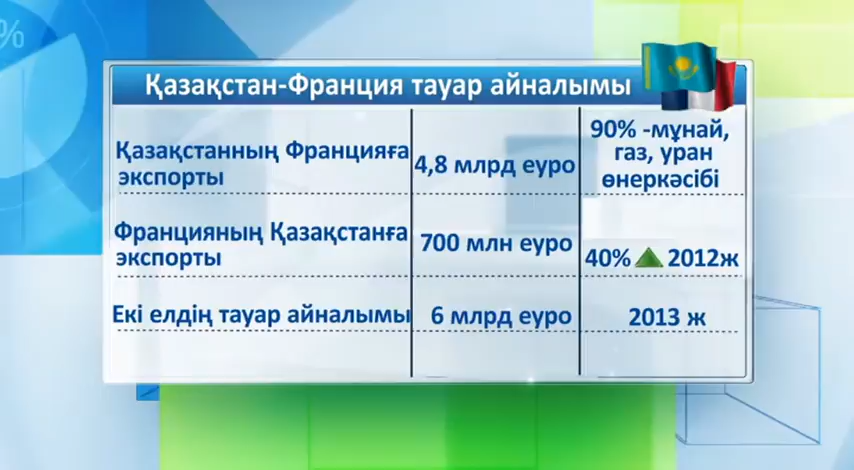 %
Қазақстан-Франция тауар айналымы
Қазақстанның Францияға
экспорты
4,8 млрд еуро
90% -мұнай,
газ, уран
өнеркәсібі
Францияның Қазақстанға
экспорты
700 млн еуро
40% 2012ж
Екі елдің тауар айналымы
6 млрд еуро
2013 ж